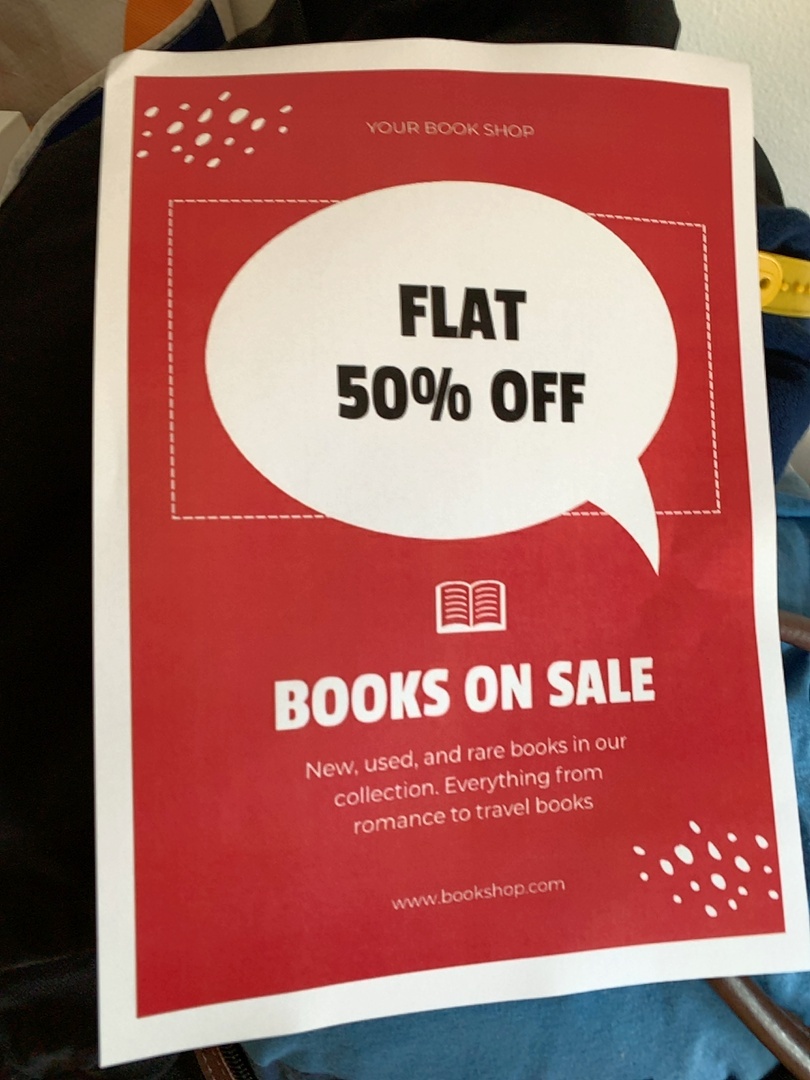 YOUR BOOK SHOP
FLAT
50% OFF
BOOKS ON SALE
New, used, and rare books in our
collection. Everything from
romance to travel books
www.bookshop.com